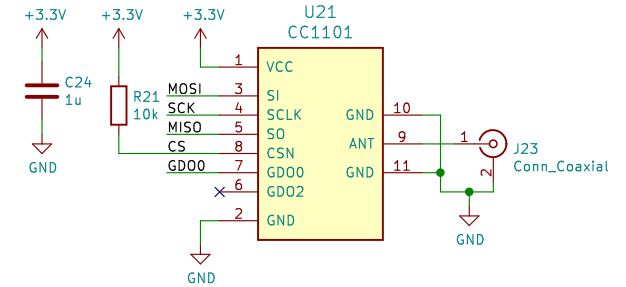 +3.3V +3.3V +3.3V U21
CC1101
C24
1u
GND
R21
10k
1 VCC
MOSI 3 SI
SCK 4 SCLK
MISO 5 SO
CS 8 CSN
GDO0 7 GDO0
6 GDO2
2 GND
GND
GND 10
ANT 9
GND 11
1
2
J23
Conn_Coaxial
GND